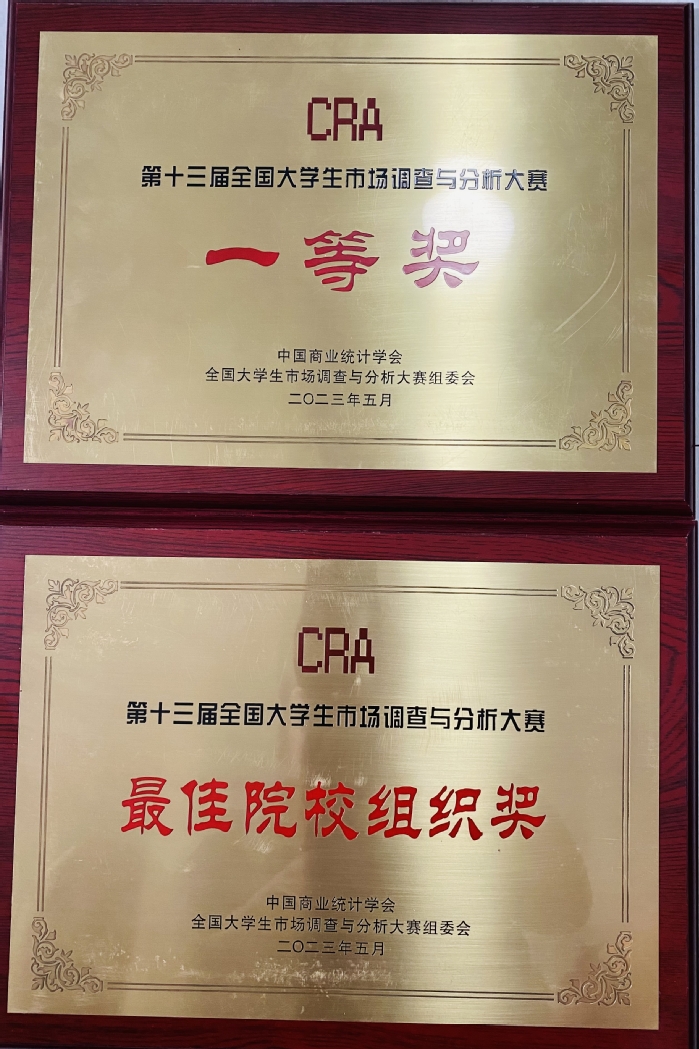 CRA
第十三届全国大学生市场调查与分析大赛
一等奖
中国商业统计学会
全国大学生市场调查与分析大赛组委会
二〇二三年五月
CRA
第十三届全国大学生市场调查与分析大赛
最佳院校组织奖
中国商业统计学会
全国大学生市场调查与分析大赛组委会
二〇二三年五月